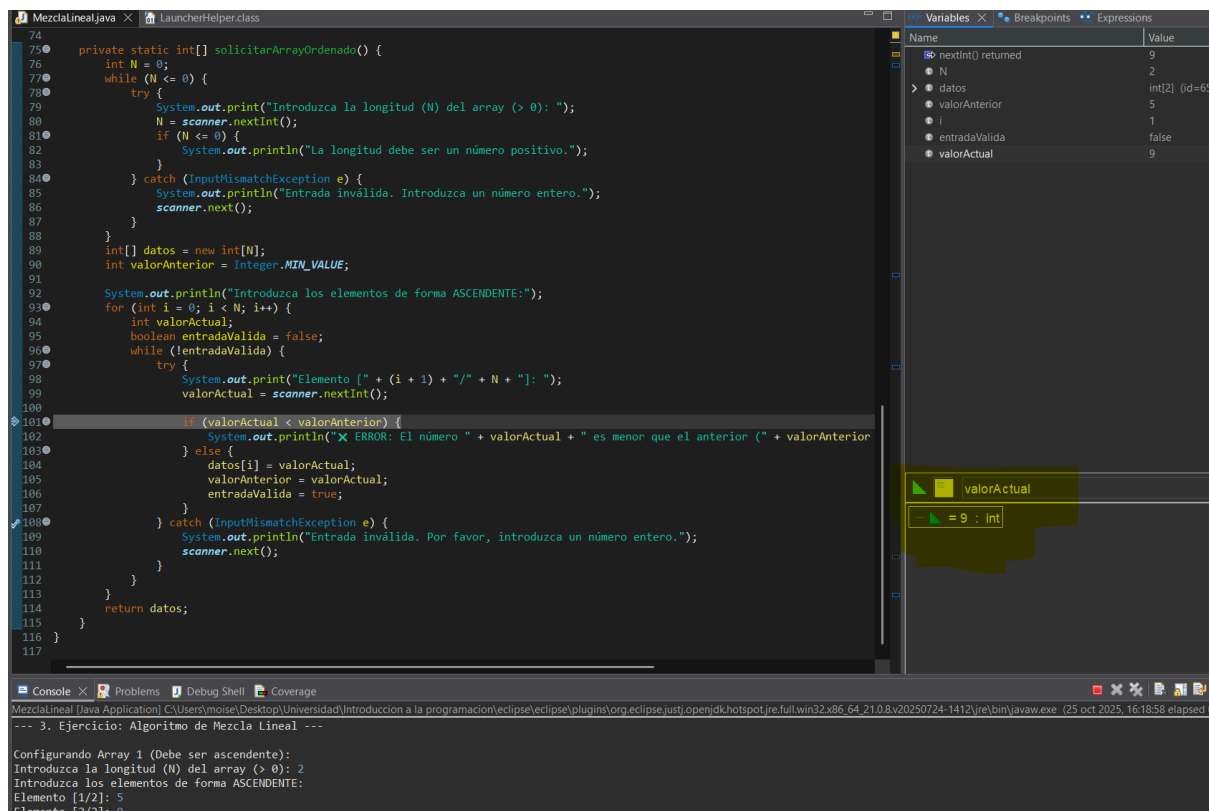 MezclaLineal.java LauncherHelper.class
74
75 private static int[] solicitarArrayOrdenado() {
76 int N = 0;
77 while (N <= 0) {
78 try {
79 System.out.print("Introduzca la longitud (N) del array (> 0): ");
80 N = scanner.nextInt();
81 if (N <= 0) {
82 System.out.println("La longitud debe ser un número positivo.");
83 }
84 } catch (InputMismatchException e) {
85 System.out.println("Entrada inválida. Introduzca un número entero.");
86 scanner.next();
87 }
88 }
89 int[] datos = new int[N];
90 int valorAnterior = Integer.MIN_VALUE;
91
92 System.out.println("Introduzca los elementos de forma ASCENDENTE:");
93 for (int i = 0; i < N; i++) {
94 int valorActual;
95 boolean entradaValida = false;
96 while (!entradaValida) {
97 try {
98 System.out.print("Elemento [" + (i + 1) + "/" + N + "]: ");
99 valorActual = scanner.nextInt();
100
101 if (valorActual < valorAnterior) {
102 System.out.println("❌ ERROR: El número " + valorActual + " es menor que el anterior (" + valorAnterior
103 } else {
104 datos[i] = valorActual;
105 valorAnterior = valorActual;
106 entradaValida = true;
107 }
108 } catch (InputMismatchException e) {
109 System.out.println("Entrada inválida. Por favor, introduzca un número entero.");
110 scanner.next();
111 }
112 }
113 }
114 return datos;
115 }
116 }
117
Variables Breakpoints Expressions
Name Value
nextInt() returned 9
N 2
datos int[2] (id=65
valorAnterior 5
i 1
entradaValida false
valorActual 9
valorActual
= 9 : int
Console Problems Debug Shell Coverage
MezclaLineal [Java Application] C:\Users\moise\Desktop\Universidad\Introduccion a la programacion\eclipse\eclipse\plugins\org.eclipse.justj.openjdk.hotspot.jre.full.win32.x86_64_21.0.8.v20250724-1412\jre\bin\javaw.exe (25 oct 2025, 16:18:58 elapsed
--- 3. Ejercicio: Algoritmo de Mezcla Lineal ---
Configurando Array 1 (Debe ser ascendente):
Introduzca la longitud (N) del array (> 0): 2
Introduzca los elementos de forma ASCENDENTE:
Elemento [1/2]: 5
Elemento [2/2]: 9